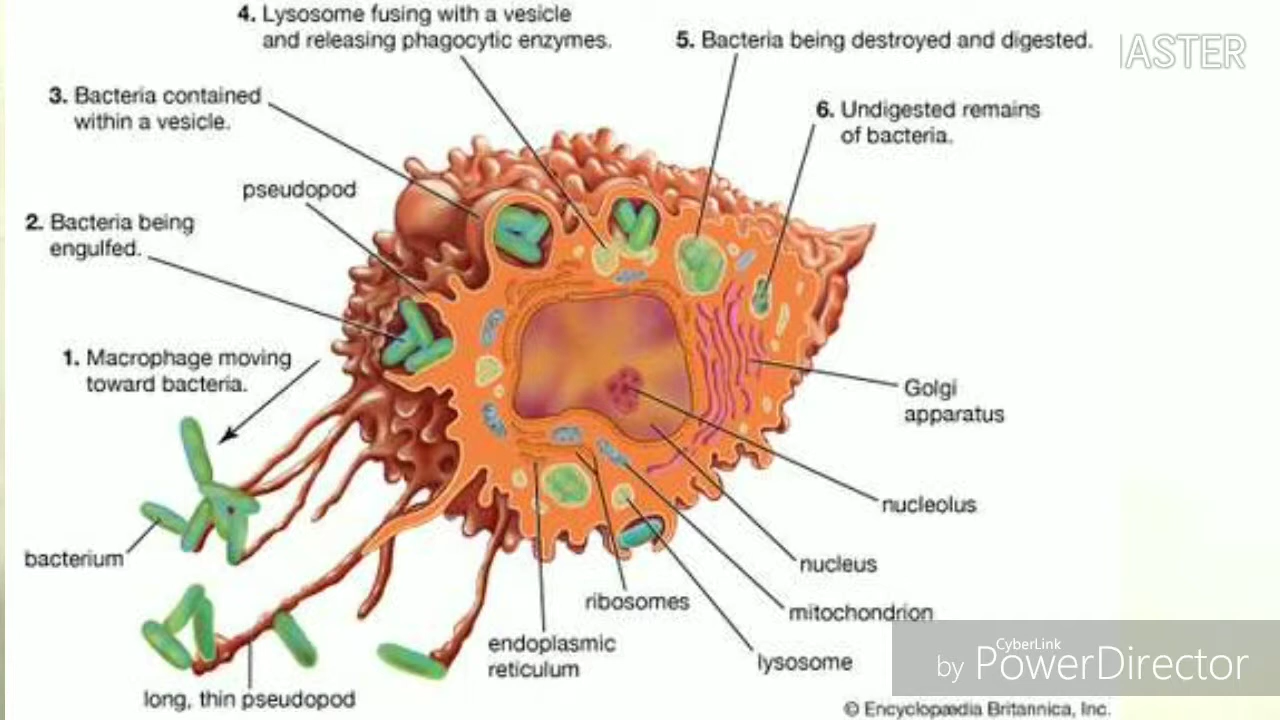 4. Lysosome fusing with a vesicle
and releasing phagocytic enzymes.
5. Bacteria being destroyed and digested.
3. Bacteria contained
within a vesicle.
6. Undigested remains
of bacteria.
pseudopod
2. Bacteria being
engulfed.
1. Macrophage moving
toward bacteria.
Golgi
apparatus
nucleolus
bacterium
nucleus
ribosomes
mitochondrion
endoplasmic
reticulum
lysosome
long, thin pseudopod
CyberLink
by PowerDirector
© Encyclopædia Britannica, Inc.